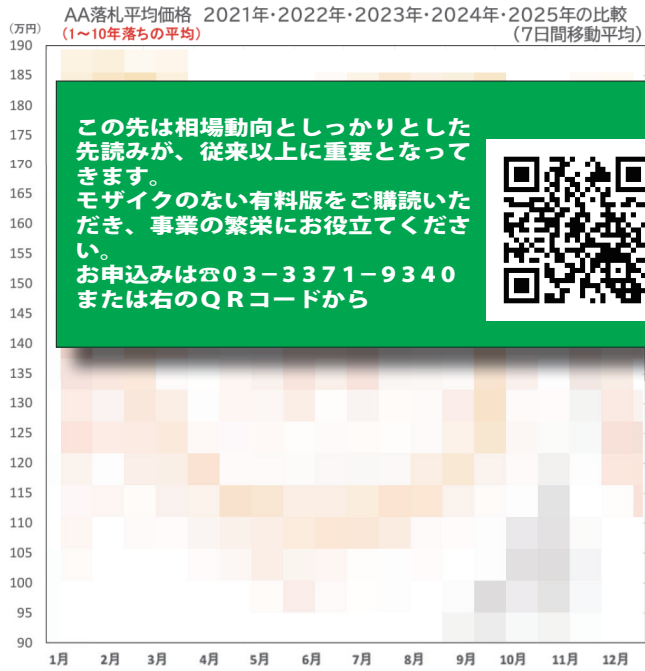 AA落札平均価格 2021年・2022年・2023年・2024年・2025年の比較
(万円)
(1〜10年落ちの平均)
(7日間移動平均)
190
185
180
175
170
165
160
155
150
145
140
135
130
125
120
115
110
105
100
95
90
この先は相場動向としっかりとした
先読みが、従来以上に重要となって
きます。
モザイクのない有料版をご購読いた
だき、事業の繁栄にお役立てくださ
い。
お申込みは☎03−3371−9340
または右のQRコードから
1月 2月 3月 4月 5月 6月 7月 8月 9月 10月 11月 12月